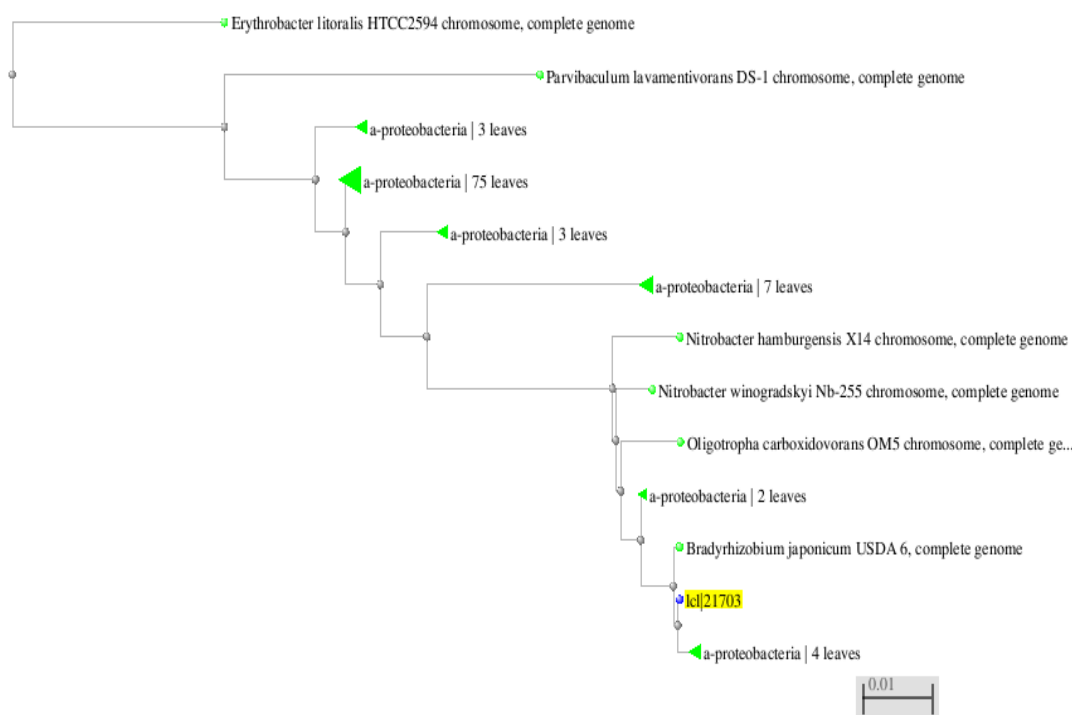 Erythrobacter litoralis HTCC2594 chromosome, complete genome
Parvibaculum lavamentivorans DS-1 chromosome, complete genome
a-proteobacteria | 3 leaves
a-proteobacteria | 75 leaves
a-proteobacteria | 3 leaves
a-proteobacteria | 7 leaves
Nitrobacter hamburgensis X14 chromosome, complete genome
Nitrobacter winogradskyi Nb-255 chromosome, complete genome
Oligotropha carboxidovorans OM5 chromosome, complete ge...
a-proteobacteria | 2 leaves
Bradyrhizobium japonicum USDA 6, complete genome
lcl|21703
a-proteobacteria | 4 leaves
0.01